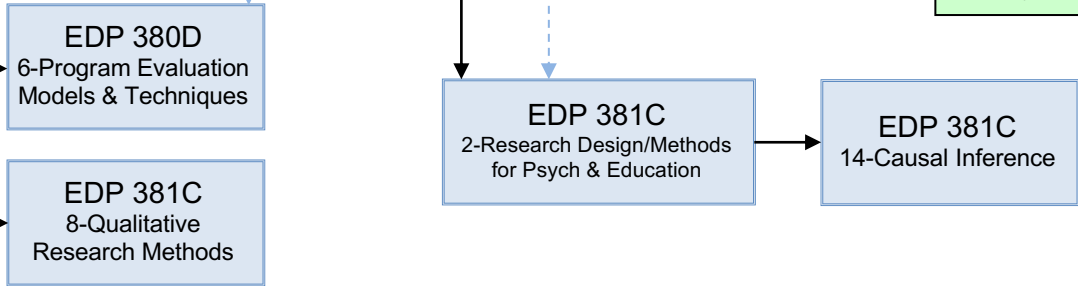 EDP 380D
6-Program Evaluation
Models & Techniques
EDP 381C
2-Research Design/Methods
for Psych & Education
EDP 381C
14-Causal Inference
EDP 381C
8-Qualitative
Research Methods